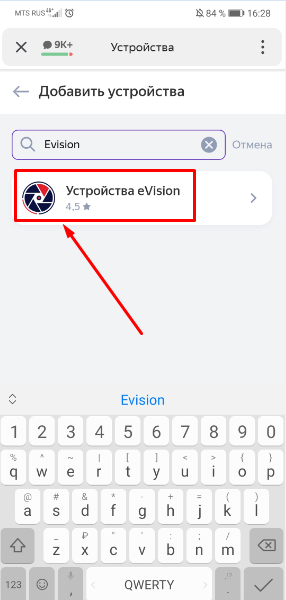 MTS RUS 84 % 16:28
9K+ Устройства
Добавить устройства
Evision Отмена
Устройства eVision
4,5
Evision
1 2 3 4 5 6 7 8 9 0
% ^ ~ | [ ] < > { }
q w e r t y u i o p
@ # & * - + = ( )
a s d f g h j k l
_ ₽ " ' : ; /
z x c v b n m
123 , QWERTY .